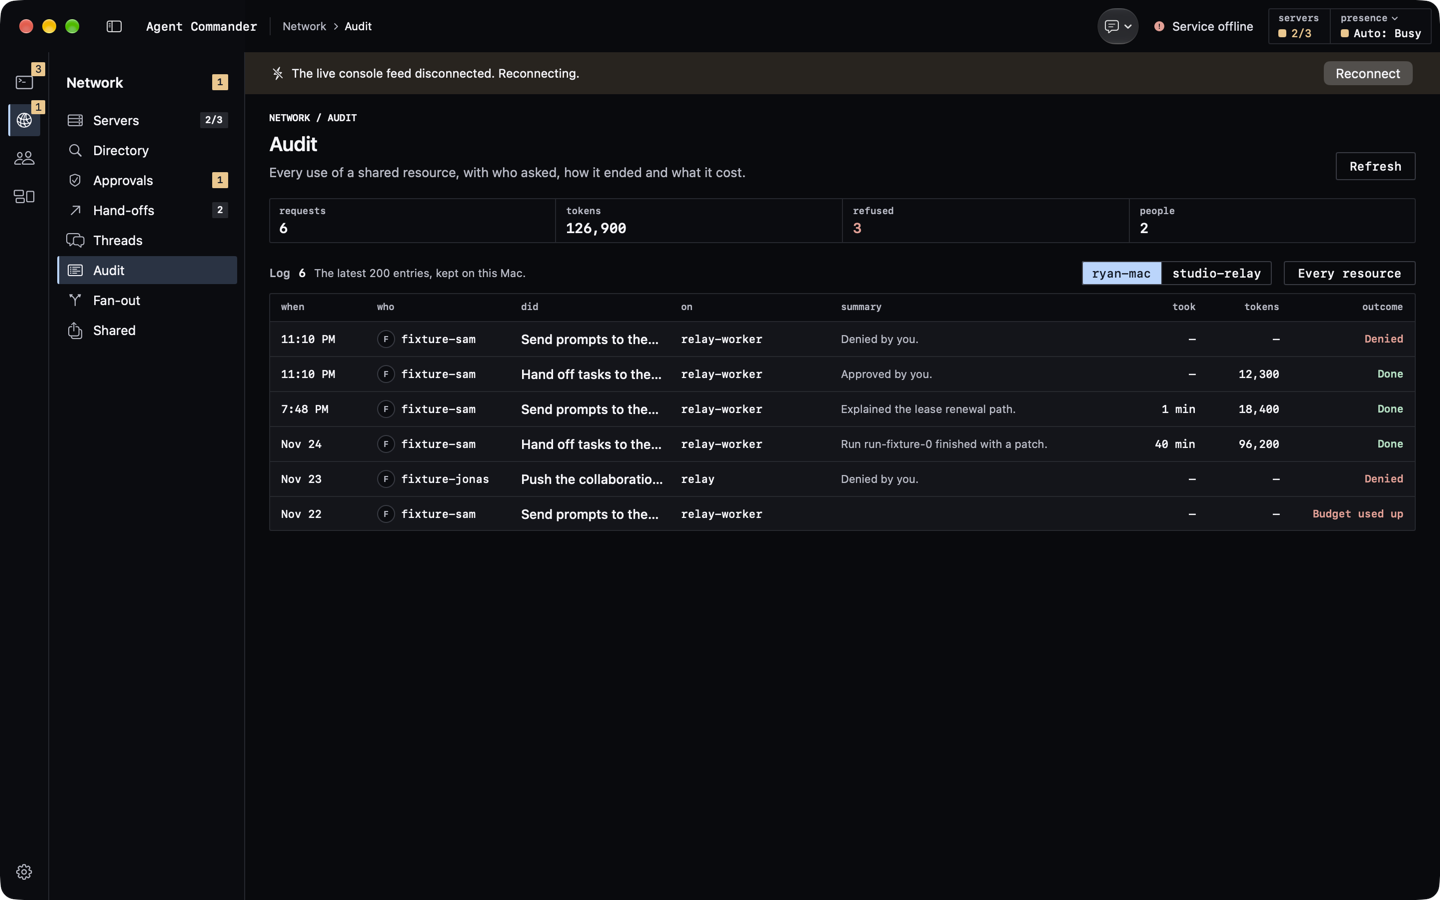 Agent Commander
Network > Audit
Service offline
servers
2/3
presence
Auto: Busy
3
1
Network 1
Servers 2/3
Directory
Approvals 1
Hand-offs 2
Threads
Audit
Fan-out
Shared
The live console feed disconnected. Reconnecting.
Reconnect
NETWORK / AUDIT
Audit
Every use of a shared resource, with who asked, how it ended and what it cost.
Refresh
requests
6
tokens
126,900
refused
3
people
2
Log 6 The latest 200 entries, kept on this Mac.
ryan-mac studio-relay Every resource
when who did on summary took tokens outcome
11:10 PM F fixture-sam Send prompts to the... relay-worker Denied by you. — — Denied
11:10 PM F fixture-sam Hand off tasks to the... relay-worker Approved by you. — 12,300 Done
7:48 PM F fixture-sam Send prompts to the... relay-worker Explained the lease renewal path. 1 min 18,400 Done
Nov 24 F fixture-sam Hand off tasks to the... relay-worker Run run-fixture-0 finished with a patch. 40 min 96,200 Done
Nov 23 F fixture-jonas Push the collaboratio... relay Denied by you. — — Denied
Nov 22 F fixture-sam Send prompts to the... relay-worker — — Budget used up